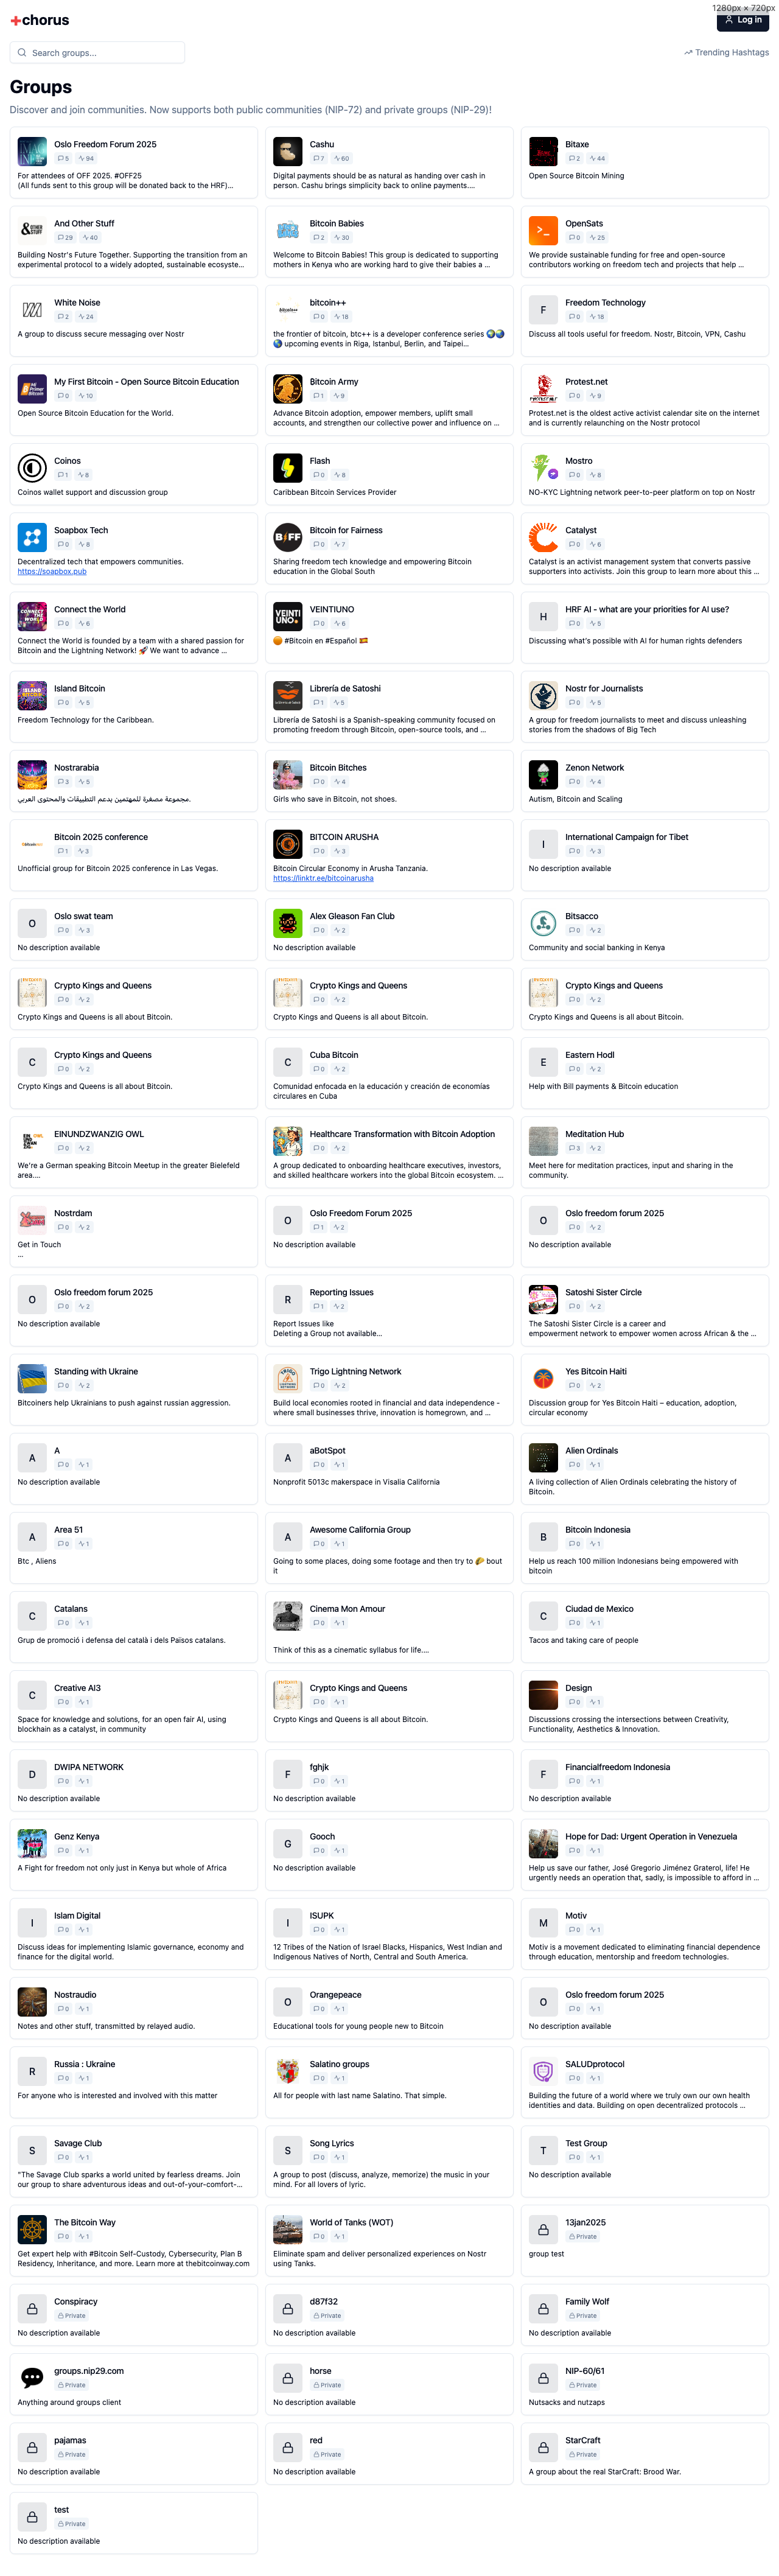 1280px × 720px
+chorus
Log in
Search groups...
Trending Hashtags
Groups
Discover and join communities. Now supports both public communities (NIP-72) and private groups (NIP-29)!
Oslo Freedom Forum 2025
5 94
For attendees of OFF 2025. #OFF25
(All funds sent to this group will be donated back to the HRF)...
Cashu
7 60
Digital payments should be as natural as handing over cash in
person. Cashu brings simplicity back to online payments....
Bitaxe
2 44
Open Source Bitcoin Mining
&OTHER STUFF
And Other Stuff
29 40
Building Nostr's Future Together. Supporting the transition from an
experimental protocol to a widely adopted, sustainable ecosyste...
Bitcoin Babies
2 30
Welcome to Bitcoin Babies! This group is dedicated to supporting
mothers in Kenya who are working hard to give their babies a ...
OpenSats
0 25
We provide sustainable funding for free and open-source
contributors working on freedom tech and projects that help ...
White Noise
2 24
A group to discuss secure messaging over Nostr
bitcoin++
bitcoin++
0 18
the frontier of bitcoin, btc++ is a developer conference series 🌍🌏
🌎 upcoming events in Riga, Istanbul, Berlin, and Taipei...
F
Freedom Technology
0 18
Discuss all tools useful for freedom. Nostr, Bitcoin, VPN, Cashu
Mi Primer Bitcoin
My First Bitcoin - Open Source Bitcoin Education
0 10
Open Source Bitcoin Education for the World.
₿itcoin Army
1 9
Advance Bitcoin adoption, empower members, uplift small
accounts, and strengthen our collective power and influence on ...
Protest.net
0 9
Protest.net is the oldest active activist calendar site on the internet
and is currently relaunching on the Nostr protocol
Coinos
1 8
Coinos wallet support and discussion group
Flash
0 8
Caribbean Bitcoin Services Provider
Mostro
0 8
NO-KYC Lightning network peer-to-peer platform on top on Nostr
Soapbox Tech
0 8
Decentralized tech that empowers communities.
https://soapbox.pub
Bitcoin for Fairness
0 7
Sharing freedom tech knowledge and empowering Bitcoin
education in the Global South
Catalyst
0 6
Catalyst is an activist management system that converts passive
supporters into activists. Join this group to learn more about this ...
CONNECT THE WORLD
Connect the World
0 6
Connect the World is founded by a team with a shared passion for
Bitcoin and the Lightning Network! 🚀 We want to advance ...
VEINTI UNO.
VEINTIUNO
0 6
🟠 #Bitcoin en #Español 🇪🇸
H
HRF AI - what are your priorities for AI use?
0 5
Discussing what's possible with AI for human rights defenders
ISLAND BITCOIN
Island Bitcoin
0 5
Freedom Technology for the Caribbean.
Librería de Satoshi
1 5
Librería de Satoshi is a Spanish-speaking community focused on
promoting freedom through Bitcoin, open-source tools, and ...
Nostr for Journalists
0 5
A group for freedom journalists to meet and discuss unleashing
stories from the shadows of Big Tech
Nostrarabia
3 5
مجموعة مصغرة للمهتمين بدعم التطبيقات والمحتوى العربي.
Bitcoin Bitches
0 4
Girls who save in Bitcoin, not shoes.
Zenon Network
0 4
Autism, Bitcoin and Scaling
Bitcoin 2025 conference
1 3
Unofficial group for Bitcoin 2025 conference in Las Vegas.
BITCOIN ARUSHA
0 3
Bitcoin Circular Economy in Arusha Tanzania.
https://linktr.ee/bitcoinarusha
I
International Campaign for Tibet
0 3
No description available
O
Oslo swat team
0 3
No description available
Alex Gleason Fan Club
0 2
No description available
Bitsacco
0 2
Community and social banking in Kenya
Crypto Kings and Queens
0 2
Crypto Kings and Queens is all about Bitcoin.
Crypto Kings and Queens
0 2
Crypto Kings and Queens is all about Bitcoin.
Crypto Kings and Queens
0 2
Crypto Kings and Queens is all about Bitcoin.
C
Crypto Kings and Queens
0 2
Crypto Kings and Queens is all about Bitcoin.
C
Cuba Bitcoin
0 2
Comunidad enfocada en la educación y creación de economías
circulares en Cuba
E
Eastern Hodl
0 2
Help with Bill payments & Bitcoin education
EINUNDZWANZIG OWL
0 2
We're a German speaking Bitcoin Meetup in the greater Bielefeld
area....
Healthcare Transformation with Bitcoin Adoption
0 2
A group dedicated to onboarding healthcare executives, investors,
and skilled healthcare workers into the global Bitcoin ecosystem. ...
Meditation Hub
3 2
Meet here for meditation practices, input and sharing in the
community.
Nostrdam
0 2
Get in Touch
...
O
Oslo Freedom Forum 2025
1 2
No description available
O
Oslo freedom forum 2025
0 2
No description available
O
Oslo freedom forum 2025
0 2
No description available
R
Reporting Issues
1 2
Report Issues like
Deleting a Group not available...
Satoshi Sister Circle
0 2
The Satoshi Sister Circle is a career and
empowerment network to empower women across African & the ...
Standing with Ukraine
0 2
Bitcoiners help Ukrainians to push against russian aggression.
Trigo Lightning Network
0 2
Build local economies rooted in financial and data independence -
where small businesses thrive, innovation is homegrown, and ...
Yes Bitcoin Haiti
0 2
Discussion group for Yes Bitcoin Haiti – education, adoption,
circular economy
A
A
0 1
No description available
A
aBotSpot
0 1
Nonprofit 5013c makerspace in Visalia California
Alien Ordinals
0 1
A living collection of Alien Ordinals celebrating the history of
Bitcoin.
A
Area 51
0 1
Btc , Aliens
A
Awesome California Group
0 1
Going to some places, doing some footage and then try to 🌮 bout
it
B
Bitcoin Indonesia
0 1
Help us reach 100 million Indonesians being empowered with
bitcoin
C
Catalans
0 1
Grup de promoció i defensa del català i dels Països catalans.
Cinema Mon Amour
0 1
Think of this as a cinematic syllabus for life....
C
Ciudad de Mexico
0 1
Tacos and taking care of people
C
Creative AI3
0 1
Space for knowledge and solutions, for an open fair AI, using
blockhain as a catalyst, in community
Crypto Kings and Queens
0 1
Crypto Kings and Queens is all about Bitcoin.
Design
0 1
Discussions crossing the intersections between Creativity,
Functionality, Aesthetics & Innovation.
D
DWIPA NETWORK
0 1
No description available
F
fghjk
0 1
No description available
F
Financialfreedom Indonesia
0 1
No description available
Genz Kenya
0 1
A Fight for freedom not only just in Kenya but whole of Africa
G
Gooch
0 1
No description available
Hope for Dad: Urgent Operation in Venezuela
0 1
Help us save our father, José Gregorio Jiménez Graterol, life! He
urgently needs an operation that, sadly, is impossible to afford in ...
I
Islam Digital
0 1
Discuss ideas for implementing Islamic governance, economy and
finance for the digital world.
I
ISUPK
0 1
12 Tribes of the Nation of Israel Blacks, Hispanics, West Indian and
Indigenous Natives of North, Central and South America.
M
Motiv
0 1
Motiv is a movement dedicated to eliminating financial dependence
through education, mentorship and freedom technologies.
Nostraudio
0 1
Notes and other stuff, transmitted by relayed audio.
O
Orangepeace
0 1
Educational tools for young people new to Bitcoin
O
Oslo freedom forum 2025
0 1
No description available
R
Russia : Ukraine
0 1
For anyone who is interested and involved with this matter
Salatino groups
0 1
All for people with last name Salatino. That simple.
SALUDprotocol
0 1
Building the future of a world where we truly own our own health
identities and data. Building on open decentralized protocols ...
S
Savage Club
0 1
"The Savage Club sparks a world united by fearless dreams. Join
our group to share adventurous ideas and out-of-your-comfort-...
S
Song Lyrics
0 1
A group to post (discuss, analyze, memorize) the music in your
mind. For all lovers of lyric.
T
Test Group
0 1
No description available
The Bitcoin Way
0 1
Get expert help with #Bitcoin Self-Custody, Cybersecurity, Plan B
Residency, Inheritance, and more. Learn more at thebitcoinway.com
World of Tanks (WOT)
0 1
Eliminate spam and deliver personalized experiences on Nostr
using Tanks.
13jan2025
Private
group test
Conspiracy
Private
No description available
d87f32
Private
No description available
Family Wolf
Private
No description available
groups.nip29.com
Private
Anything around groups client
horse
Private
No description available
NIP-60/61
Private
Nutsacks and nutzaps
pajamas
Private
No description available
red
Private
No description available
StarCraft
Private
A group about the real StarCraft: Brood War.
test
Private
No description available